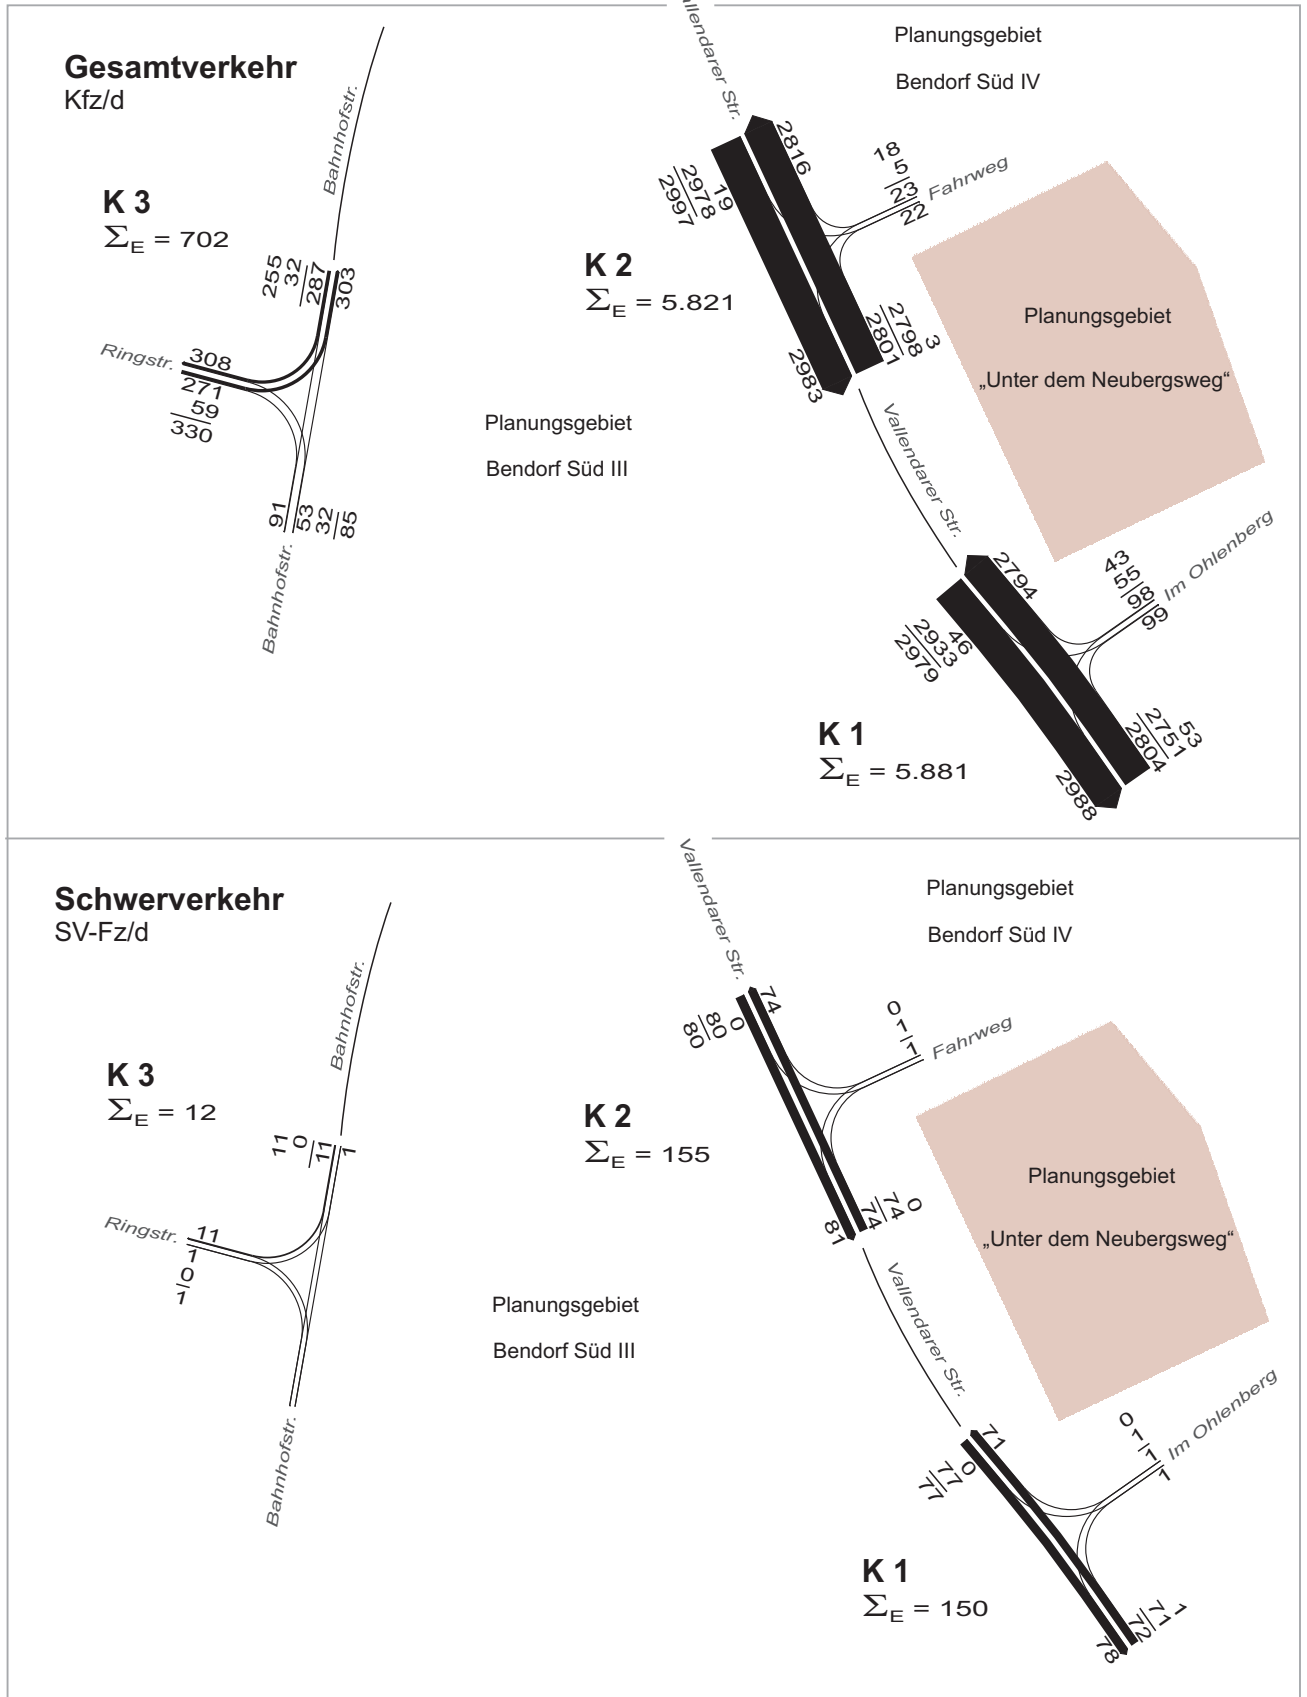 Gesamtverkehr
Kfz/d
Vallendarer Str.
Planungsgebiet
Bendorf Süd IV
Bahnhofstr.
K 3
ΣE = 702
255
32
287
303
Ringstr.
308
271
59
330
91
53
32
85
Bahnhofstr.
Planungsgebiet
Bendorf Süd III
K 2
ΣE = 5.821
2816
19
2978
2997
18
5
23
22
Fahrweg
2983
2801
2798
3
Planungsgebiet
„Unter dem Neubergsweg“
Vallendarer Str.
K 1
ΣE = 5.881
2794
46
2933
2979
43
55
98
99
Im Ohlenberg
53
2751
2804
2988
Schwerverkehr
SV-Fz/d
Vallendarer Str.
Planungsgebiet
Bendorf Süd IV
Bahnhofstr.
K 3
ΣE = 12
11
0
11
1
Ringstr.
11
1
0
1
Bahnhofstr.
Planungsgebiet
Bendorf Süd III
K 2
ΣE = 155
74
0
80
80
0
1
1
Fahrweg
81
74
74
0
Planungsgebiet
„Unter dem Neubergsweg“
Vallendarer Str.
K 1
ΣE = 150
71
0
77
77
0
1
1
1
Im Ohlenberg
1
71
72
78